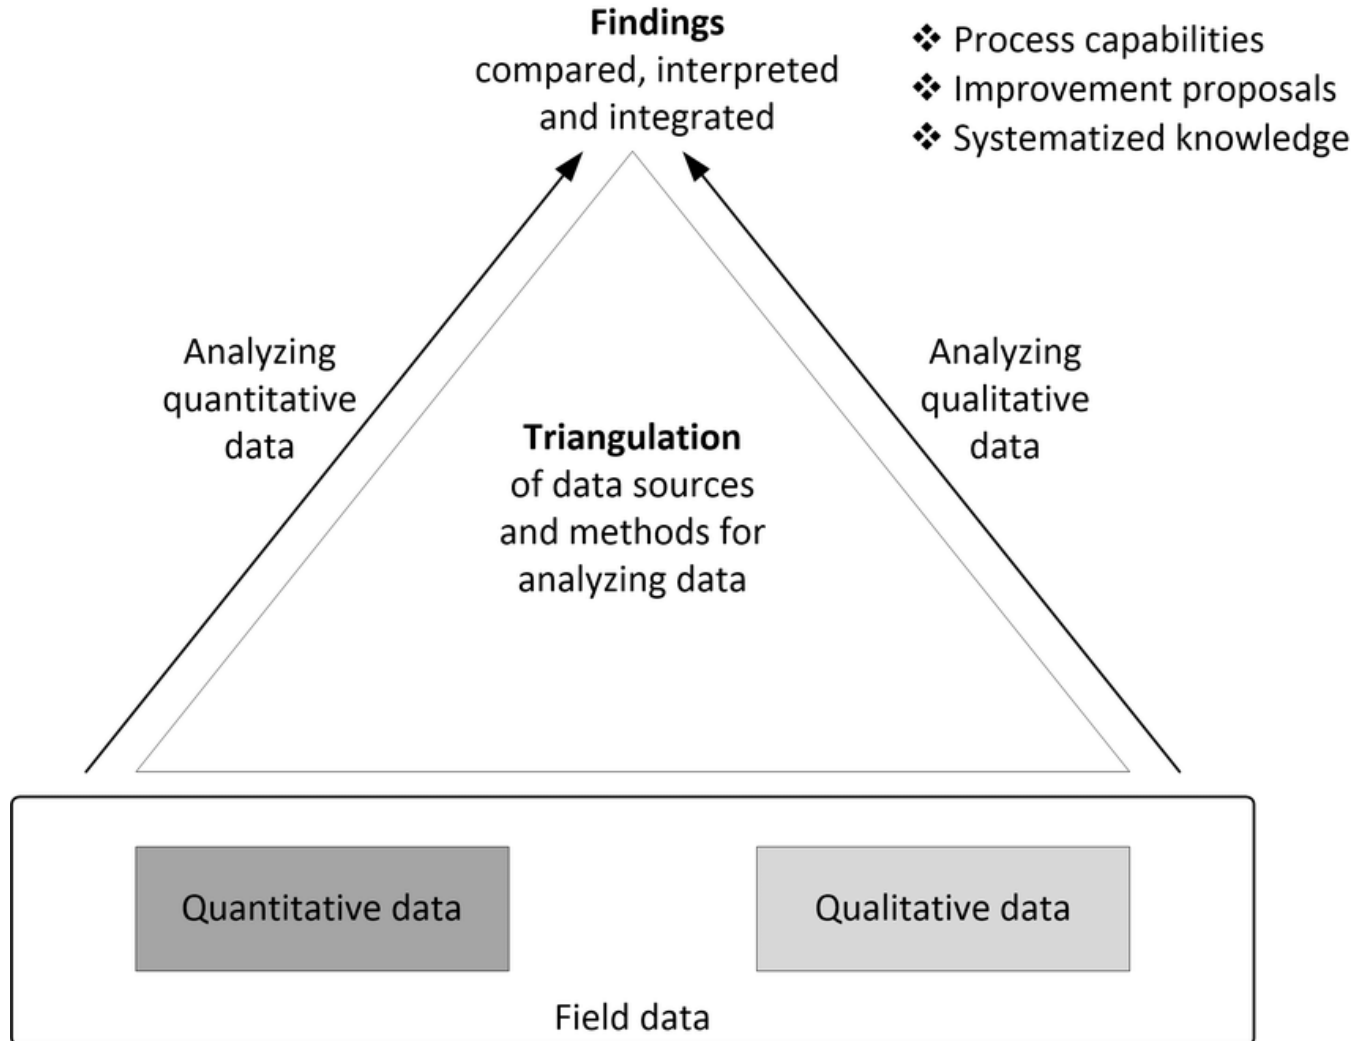 Findings
compared, interpreted
and integrated
❖ Process capabilities
❖ Improvement proposals
❖ Systematized knowledge
Analyzing
quantitative
data
Triangulation
of data sources
and methods for
analyzing data
Analyzing
qualitative
data
Quantitative data
Qualitative data
Field data